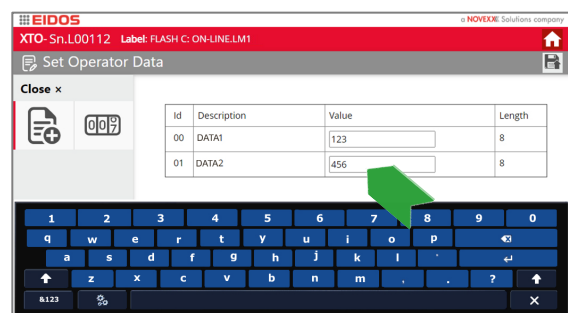 EIDOS
a NOVEXX Solutions company
XTO- Sn.L00112 Label: FLASH C: ON-LINE.LM1
Set Operator Data
Close ×
Id Description Value Length
00 DATA1 123 8
01 DATA2 456 8
1 2 3 4 5 6 7 8 9 0
q w e r t y u i o p
a s d f g h j k l '
z x c v b n m , . ?
&123